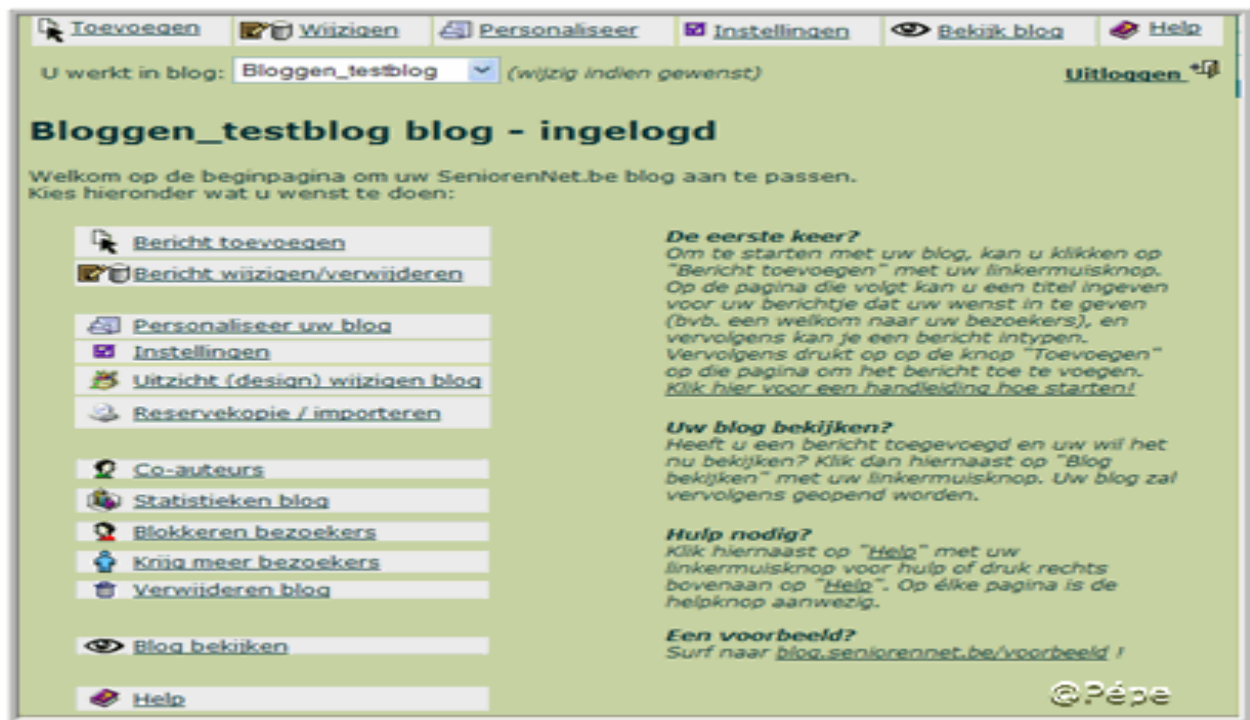 Toevoegen Wijzigen Personaliseer Instellingen Bekijk blog Help
U werkt in blog: Bloggen_testblog (wijzig indien gewenst) Uitloggen
Bloggen_testblog blog - ingelogd
Welkom op de beginpagina om uw SeniorenNet.be blog aan te passen.
Kies hieronder wat u wenst te doen:
Bericht toevoegen
Bericht wijzigen/verwijderen
Personaliseer uw blog
Instellingen
Uitzicht (design) wijzigen blog
Reservekopie / importeren
Co-auteurs
Statistieken blog
Blokkeren bezoekers
Krijg meer bezoekers
Verwijderen blog
Blog bekijken
Help
De eerste keer?
Om te starten met uw blog, kan u klikken op
"Bericht toevoegen" met uw linkermuisknop.
Op de pagina die volgt kan u een titel ingeven
voor uw berichtje dat uw wenst in te geven
(bvb. een welkom naar uw bezoekers), en
vervolgens kan je een bericht intypen.
Vervolgens drukt op op de knop "Toevoegen"
op die pagina om het bericht toe te voegen.
Klik hier voor een handleiding hoe starten!
Uw blog bekijken?
Heeft u een bericht toegevoegd en uw wil het
nu bekijken? Klik dan hiernaast op "Blog
bekijken" met uw linkermuisknop. Uw blog zal
vervolgens geopend worden.
Hulp nodig?
Klik hiernaast op "Help" met uw
linkermuisknop voor hulp of druk rechts
bovenaan op "Help". Op élke pagina is de
helpknop aanwezig.
Een voorbeeld?
Surf naar blog.seniorennet.be/voorbeeld !
@Pépe